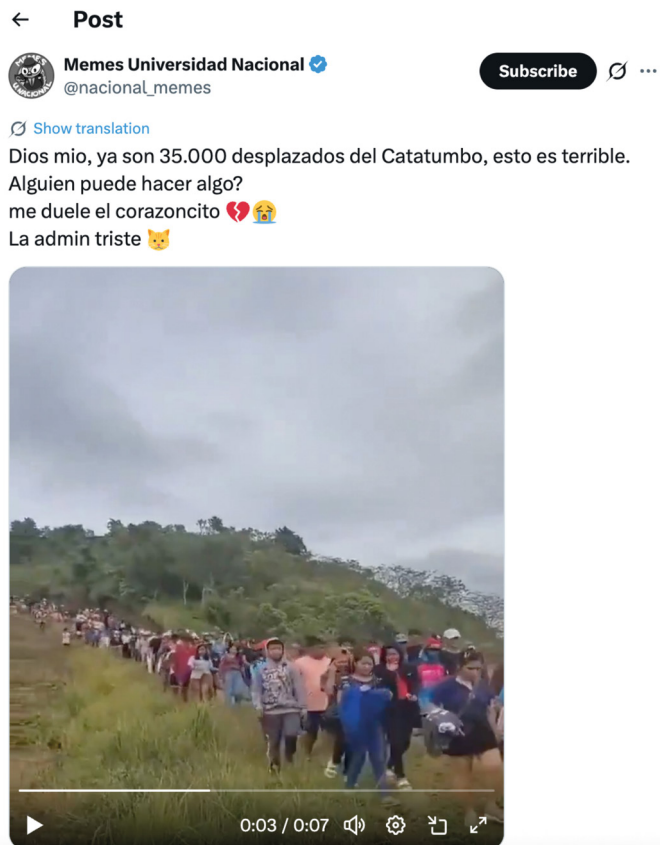 Post
Memes Universidad Nacional
@nacional_memes
Subscribe
Show translation
Dios mio, ya son 35.000 desplazados del Catatumbo, esto es terrible.
Alguien puede hacer algo?
me duele el corazoncito 💔😭
La admin triste 🐱
0:03 / 0:07